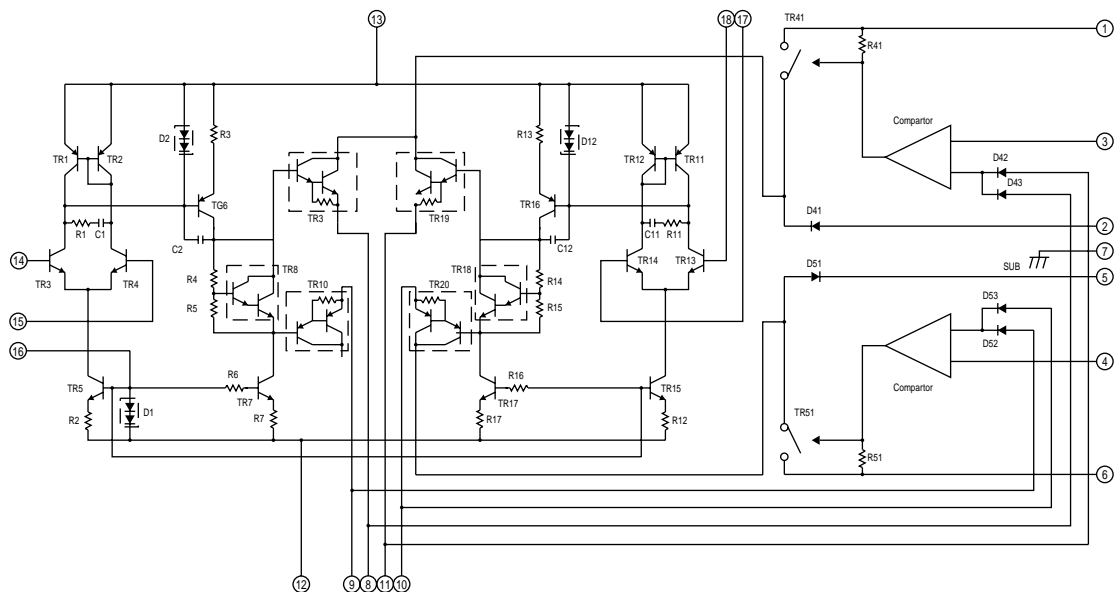 13
18
17
TR41
1
R41
D2
R3
R13
D12
Compartor
3
TR1
TR2
TR12
TR11
D42
D43
TG6
TR3
TR19
TR16
R1
C1
C2
C12
C11
R11
D41
2
14
TR3
TR4
R4
TR8
TR18
R14
TR14
TR13
7
SUB
D51
5
R5
TR10
TR20
R15
D53
15
D52
16
4
R6
R16
Compartor
TR5
TR7
TR17
TR15
TR51
R2
D1
R7
R17
R12
R51
6
12
9
8
11
10